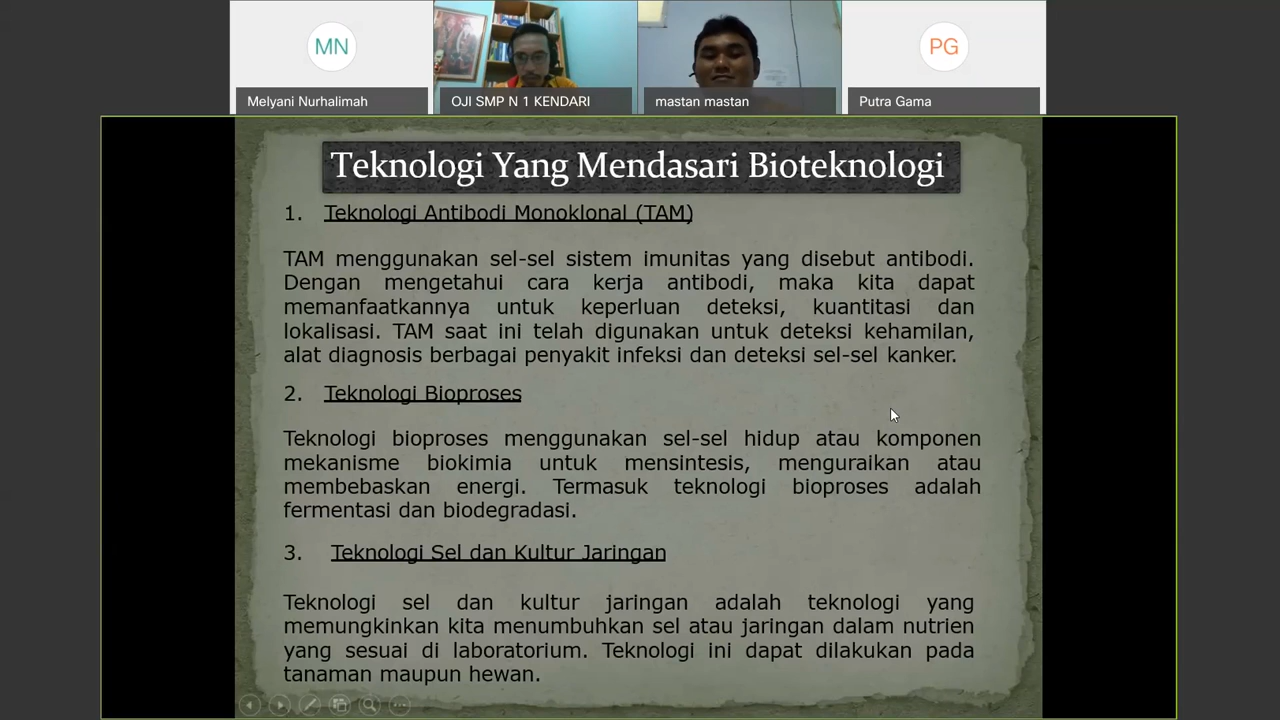 MN
PG
Melyani Nurhalimah
OJI SMP N 1 KENDARI
mastan mastan
Putra Gama
Teknologi Yang Mendasari Bioteknologi
1. Teknologi Antibodi Monoklonal (TAM)
TAM menggunakan sel-sel sistem imunitas yang disebut antibodi.
Dengan mengetahui cara kerja antibodi, maka kita dapat
memanfaatkannya untuk keperluan deteksi, kuantitasi dan
lokalisasi. TAM saat ini telah digunakan untuk deteksi kehamilan,
alat diagnosis berbagai penyakit infeksi dan deteksi sel-sel kanker.
2. Teknologi Bioproses
Teknologi bioproses menggunakan sel-sel hidup atau komponen
mekanisme biokimia untuk mensintesis, menguraikan atau
membebaskan energi. Termasuk teknologi bioproses adalah
fermentasi dan biodegradasi.
3. Teknologi Sel dan Kultur Jaringan
Teknologi sel dan kultur jaringan adalah teknologi yang
memungkinkan kita menumbuhkan sel atau jaringan dalam nutrien
yang sesuai di laboratorium. Teknologi ini dapat dilakukan pada
tanaman maupun hewan.